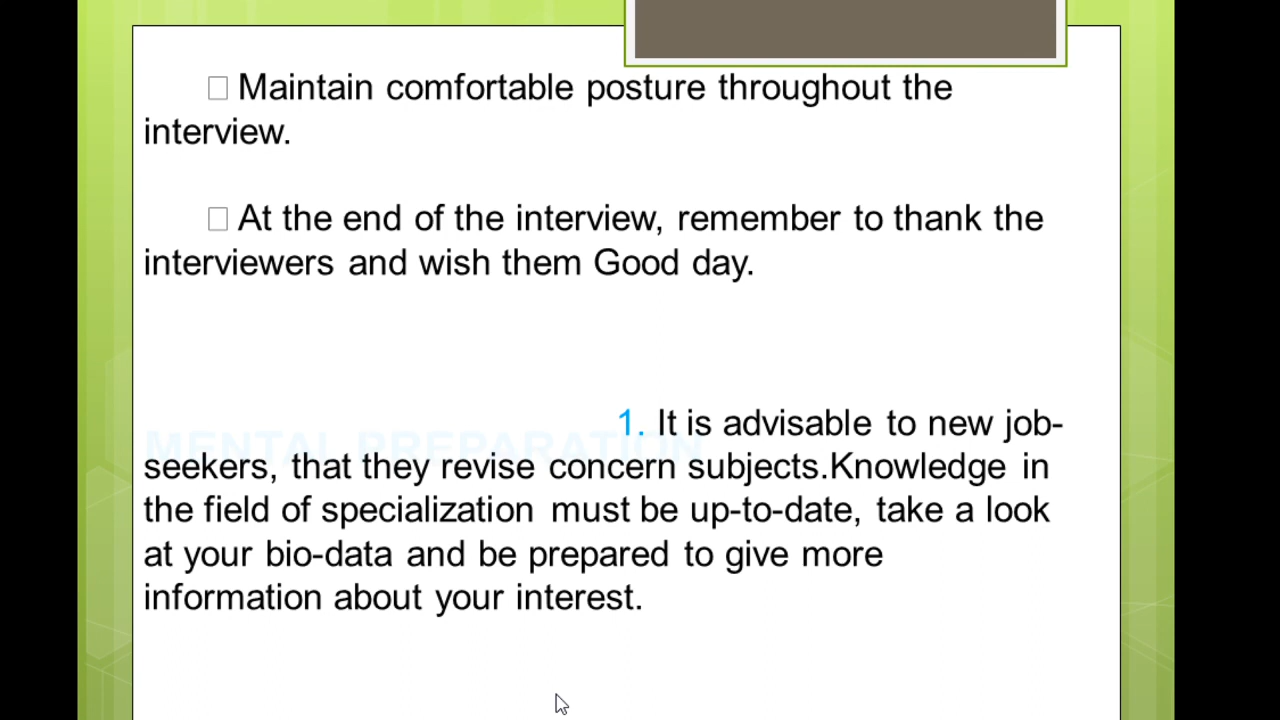 □ Maintain comfortable posture throughout the
interview.
□ At the end of the interview, remember to thank the
interviewers and wish them Good day.
MENTAL PREPARATION
1. It is advisable to new job-
seekers, that they revise concern subjects.Knowledge in
the field of specialization must be up-to-date, take a look
at your bio-data and be prepared to give more
information about your interest.